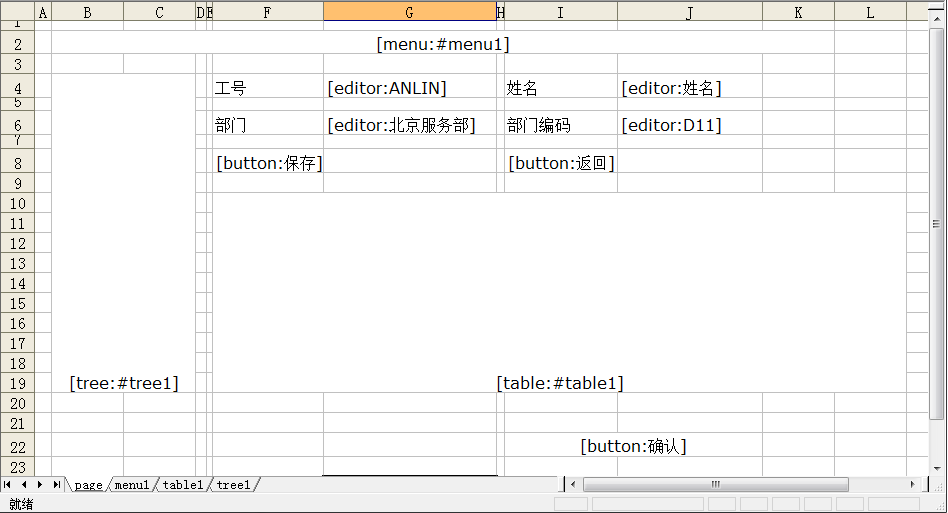 A B C D E F G H I J K L
1
2 [menu:#menu1]
3
4 工号 [editor:ANLIN] 姓名 [editor:姓名]
5
6 部门 [editor:北京服务部] 部门编码 [editor:D11]
7
8 [button:保存] [button:返回]
9
10
11
12
13
14
15
16
17
18
19 [tree:#tree1] [table:#table1]
20
21
22 [button:确认]
23
page menu1 table1 tree1
就绪